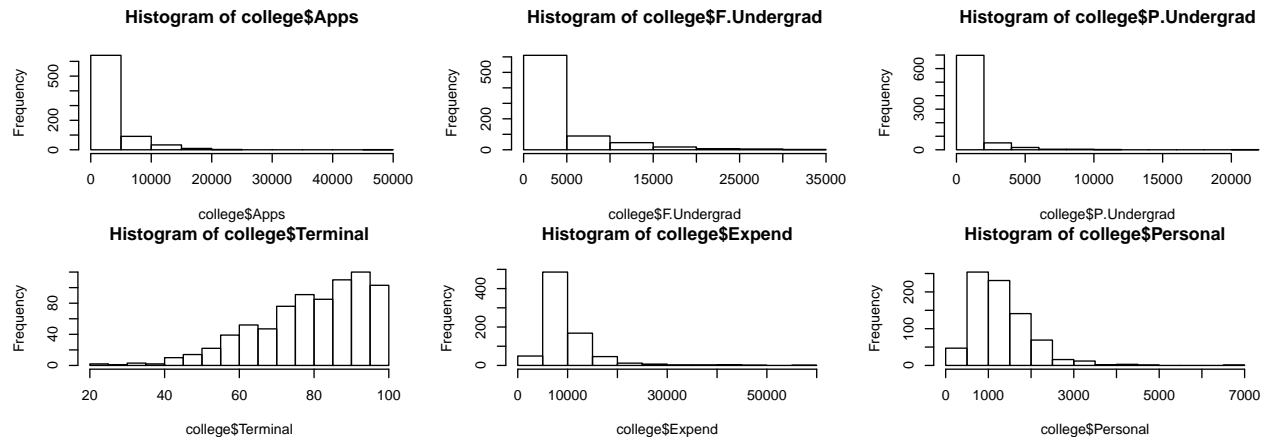 Histogram of college$Apps
Frequency
0 200 500
0 10000 20000 30000 40000 50000
college$Apps
Histogram of college$F.Undergrad
Frequency
0 200 500
0 5000 15000 25000 35000
college$F.Undergrad
Histogram of college$P.Undergrad
Frequency
0 300 700
0 5000 10000 15000 20000
college$P.Undergrad
Histogram of college$Terminal
Frequency
0 40 80
20 40 60 80 100
college$Terminal
Histogram of college$Expend
Frequency
0 200 400
0 10000 30000 50000
college$Expend
Histogram of college$Personal
Frequency
0 100 200
0 1000 3000 5000 7000
college$Personal